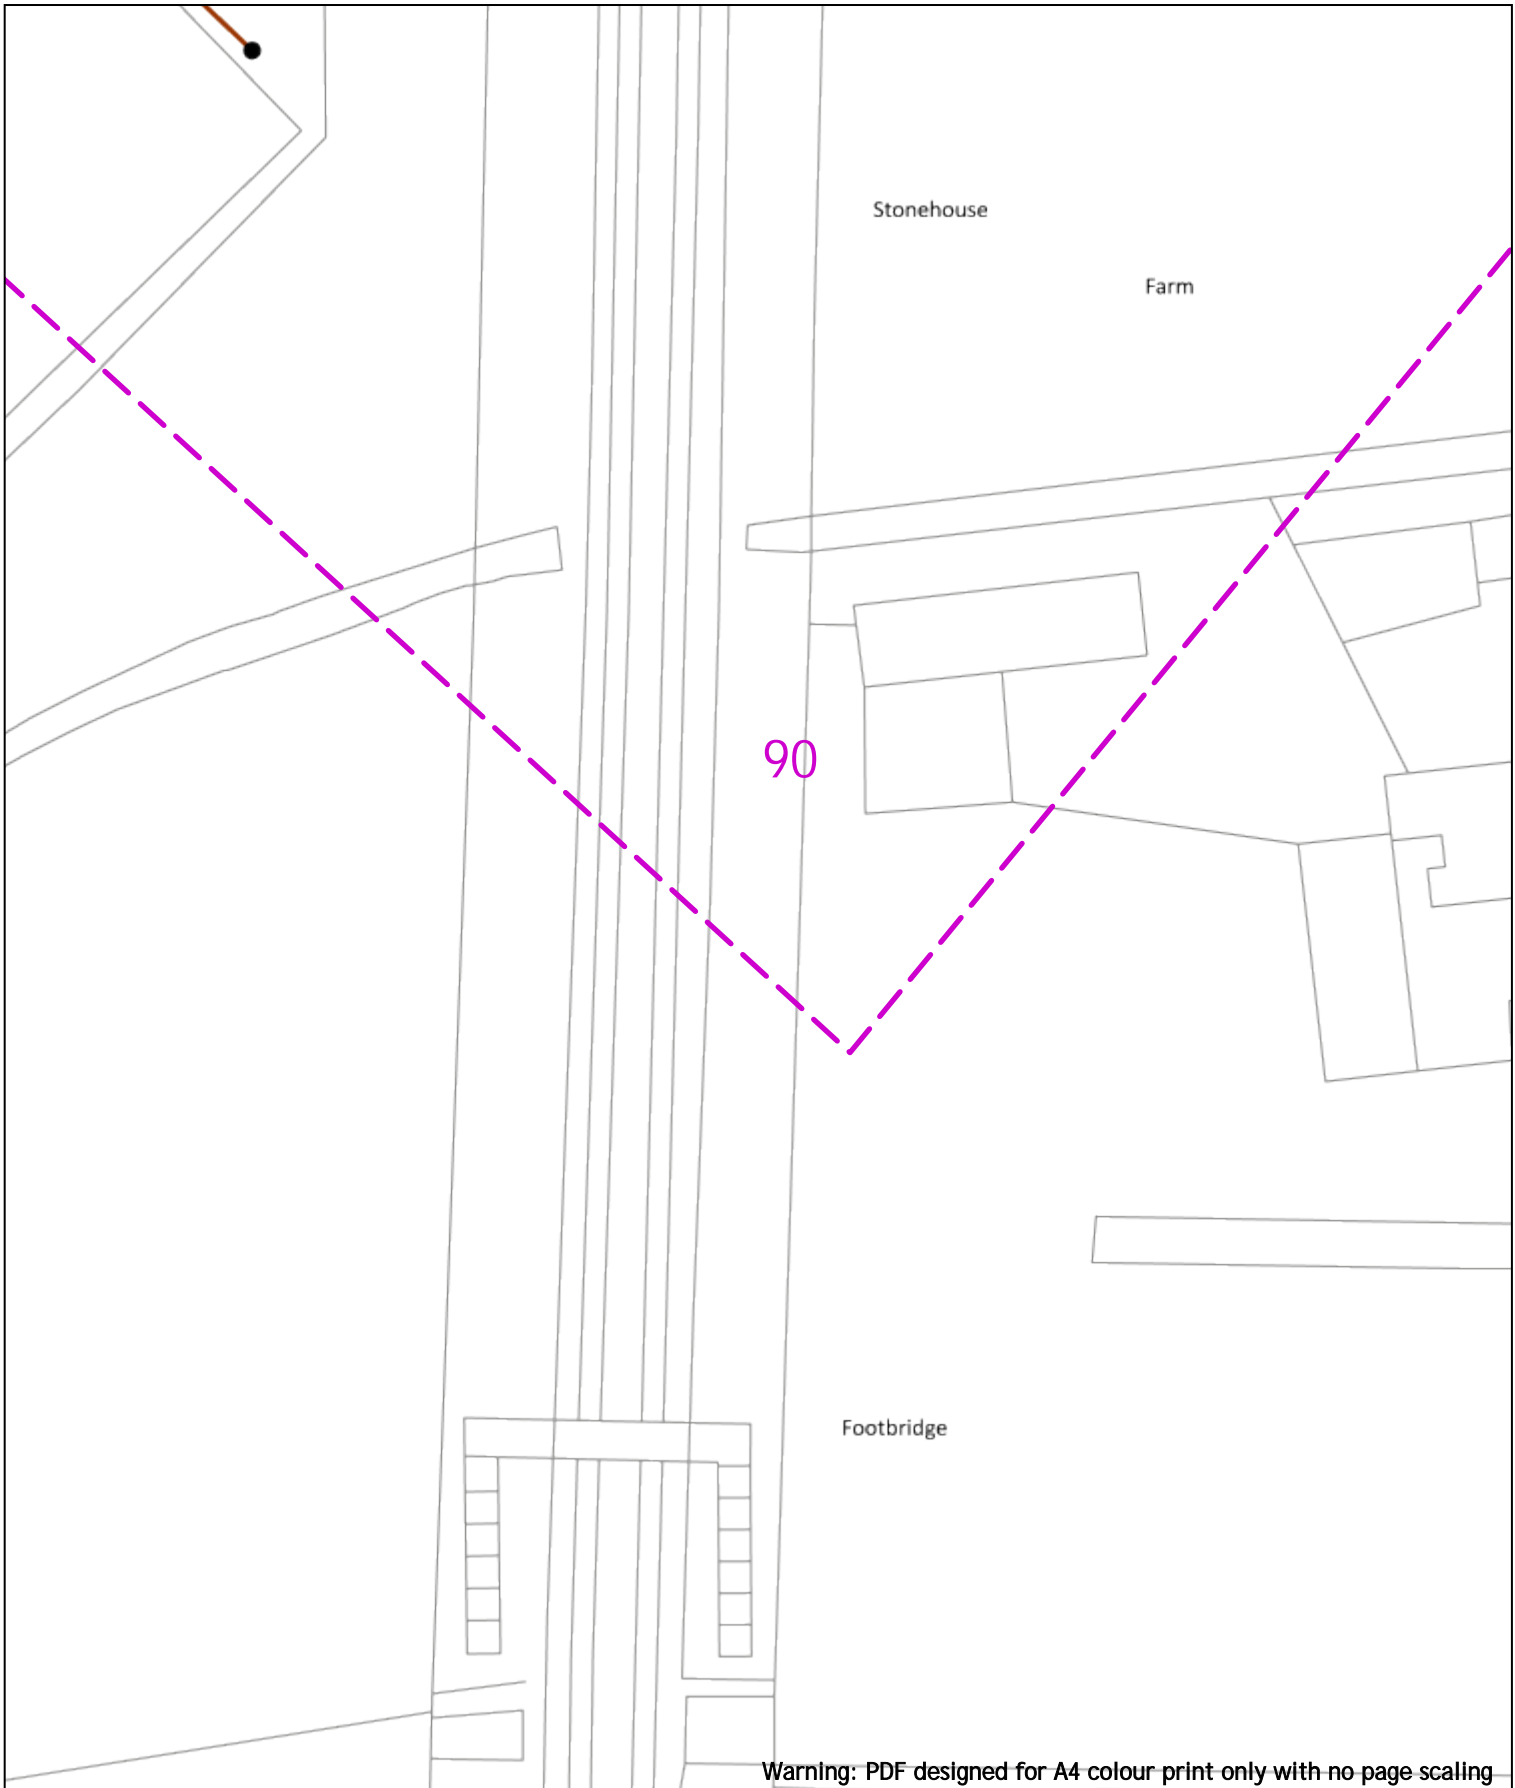 Stonehouse
Farm
90
Footbridge
Warning: PDF designed for A4 colour print only with no page scaling